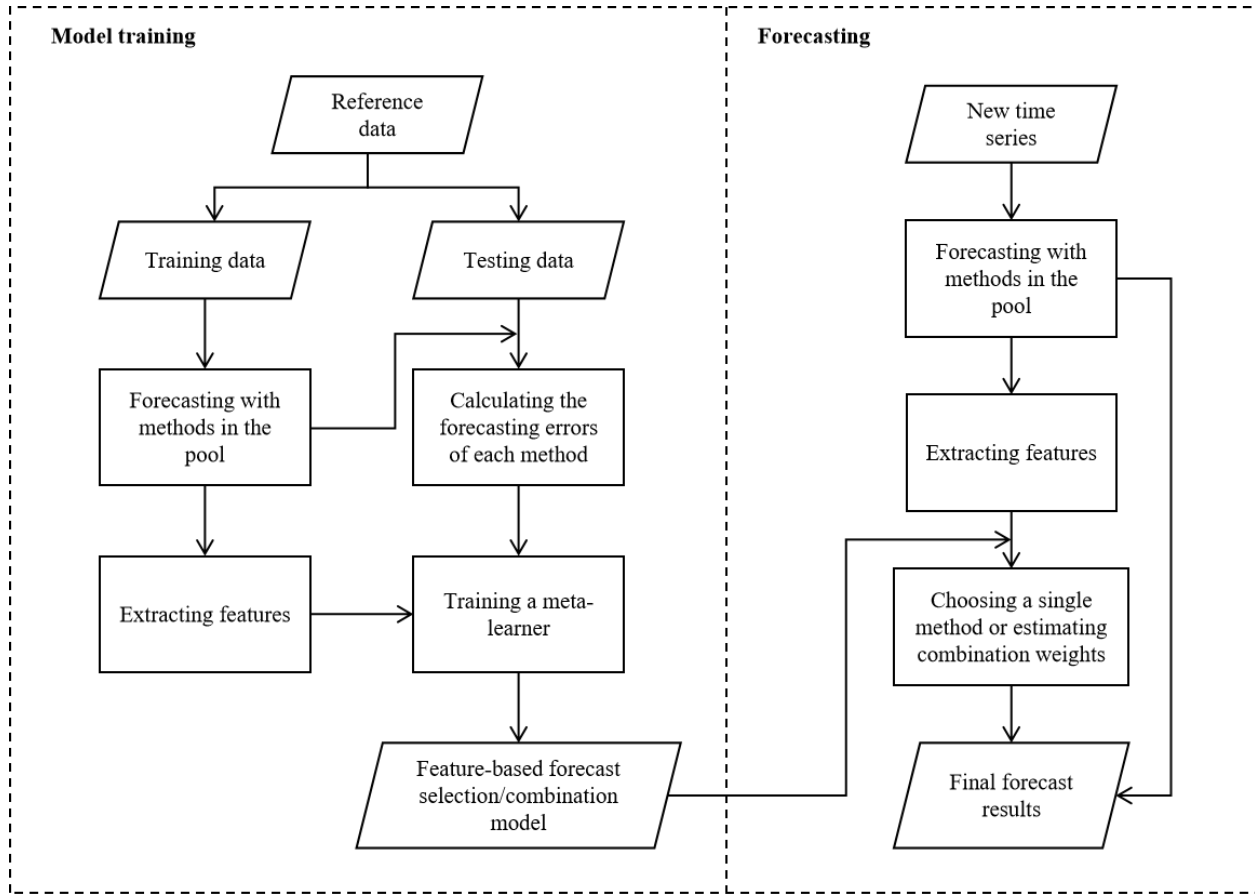 Model training
Reference
data
Training data
Testing data
Forecasting with
methods in the
pool
Calculating the
forecasting errors
of each method
Extracting features
Training a meta-
learner
Feature-based forecast
selection/combination
model
Forecasting
New time
series
Forecasting with
methods in the
pool
Extracting features
Choosing a single
method or estimating
combination weights
Final forecast
results